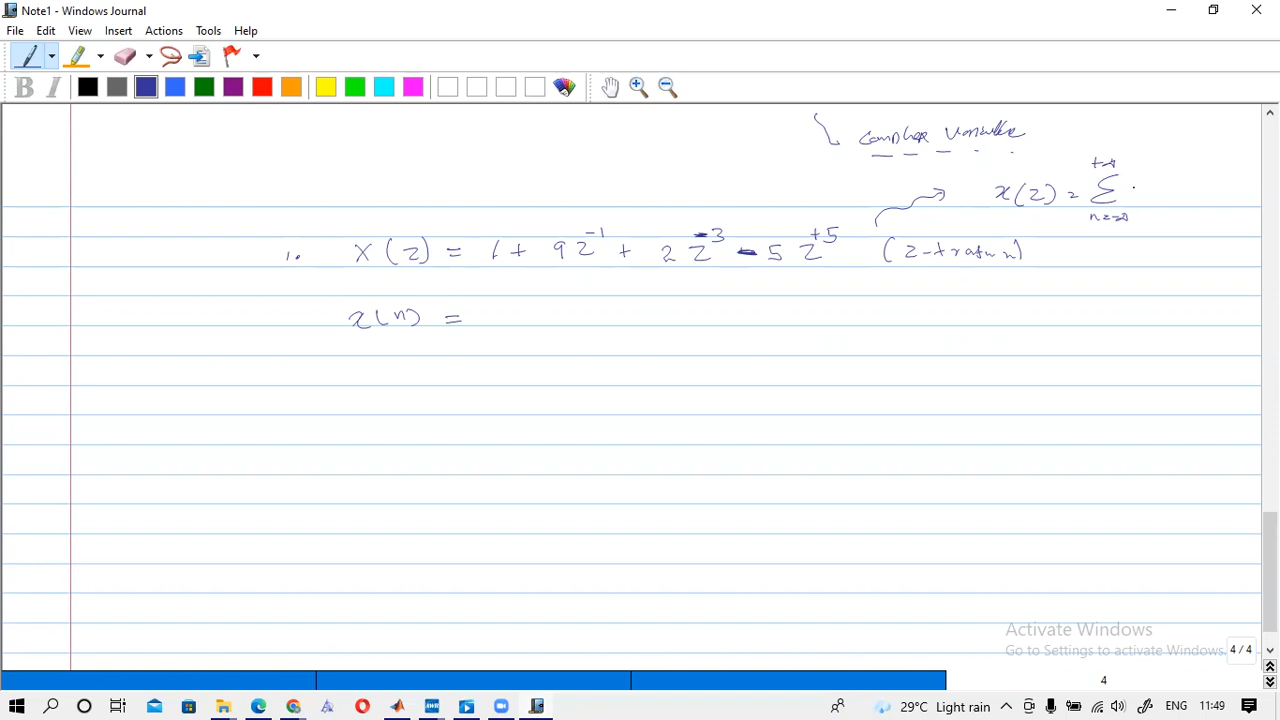 Note1 - Windows Journal
File Edit View Insert Actions Tools Help
B I
complex variable
x(z) = Σ
1. X(z) = 1 + 9z⁻¹ + 2z⁻³ - 5z⁺⁵ (z-transn)
x(n) =
Activate Windows
Go to Settings to activate Windows.
4/4
4
29°C Light rain ENG 11:49